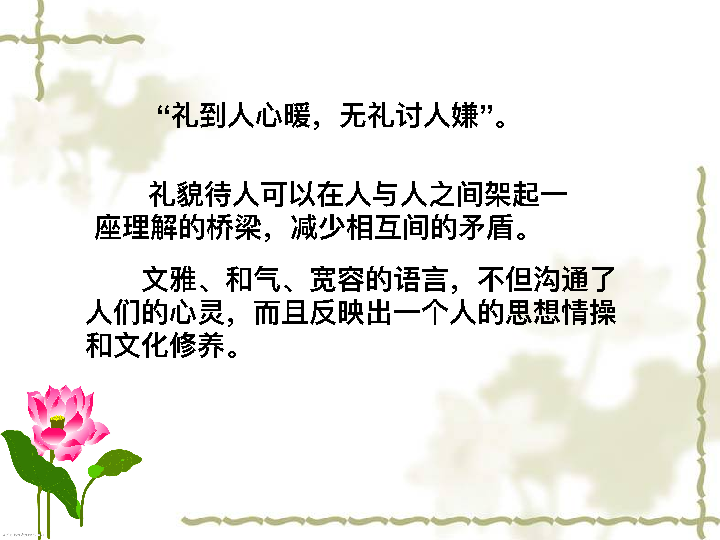 “礼到人心暖，无礼讨人嫌”。
礼貌待人可以在人与人之间架起一
座理解的桥梁，减少相互间的矛盾。
文雅、和气、宽容的语言，不但沟通了
人们的心灵，而且反映出一个人的思想情操
和文化修养。